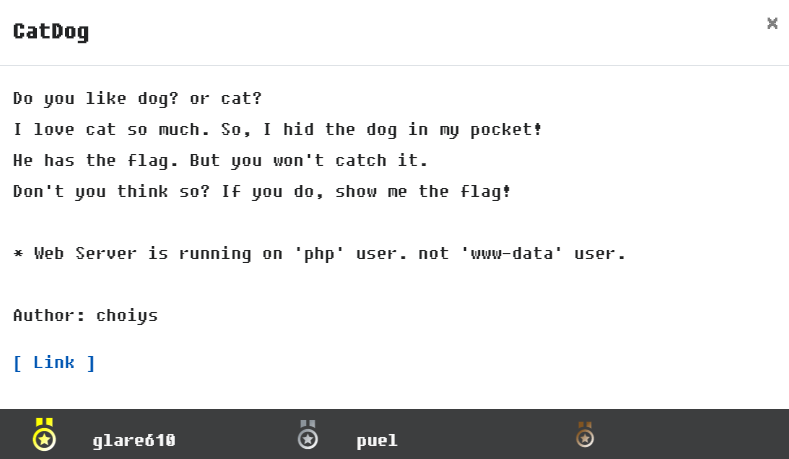 CatDog
×
Do you like dog? or cat?
I love cat so much. So, I hid the dog in my pocket!
He has the flag. But you won't catch it.
Don't you think so? If you do, show me the flag!
* Web Server is running on 'php' user. not 'www-data' user.
Author: choiys
[ Link ]
glare610 puel